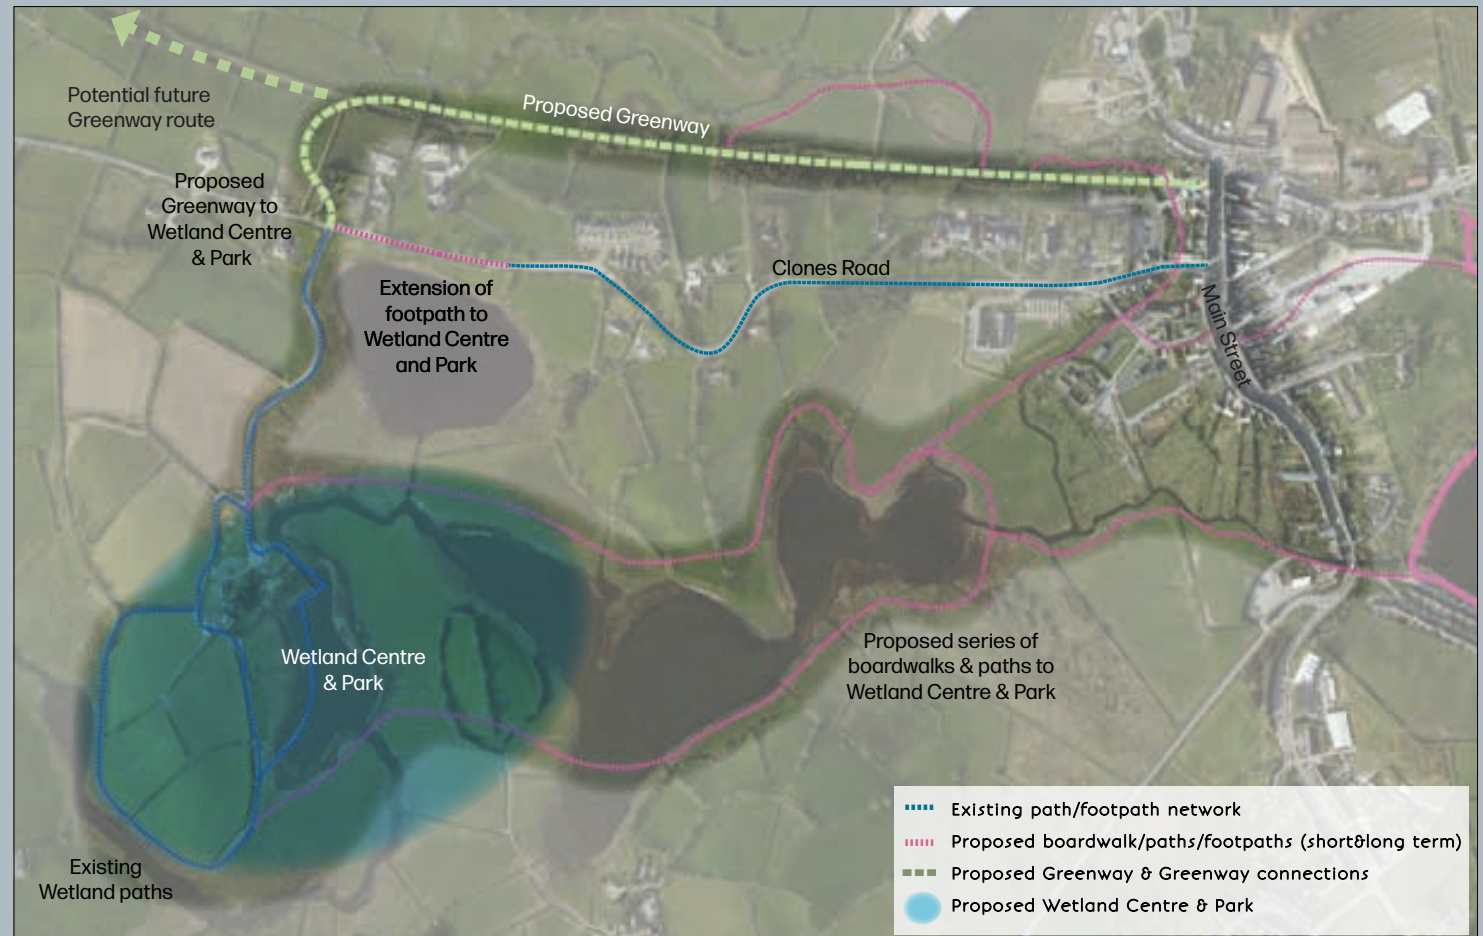 Potential future
Greenway route
Proposed Greenway
Proposed
Greenway to
Wetland Centre
& Park
Extension of
footpath to
Wetland Centre
and Park
Clones Road
Main Street
Wetland Centre
& Park
Proposed series of
boardwalks & paths to
Wetland Centre & Park
Existing
Wetland paths
Existing path/footpath network
Proposed boardwalk/paths/footpaths (short&long term)
Proposed Greenway & Greenway connections
Proposed Wetland Centre & Park